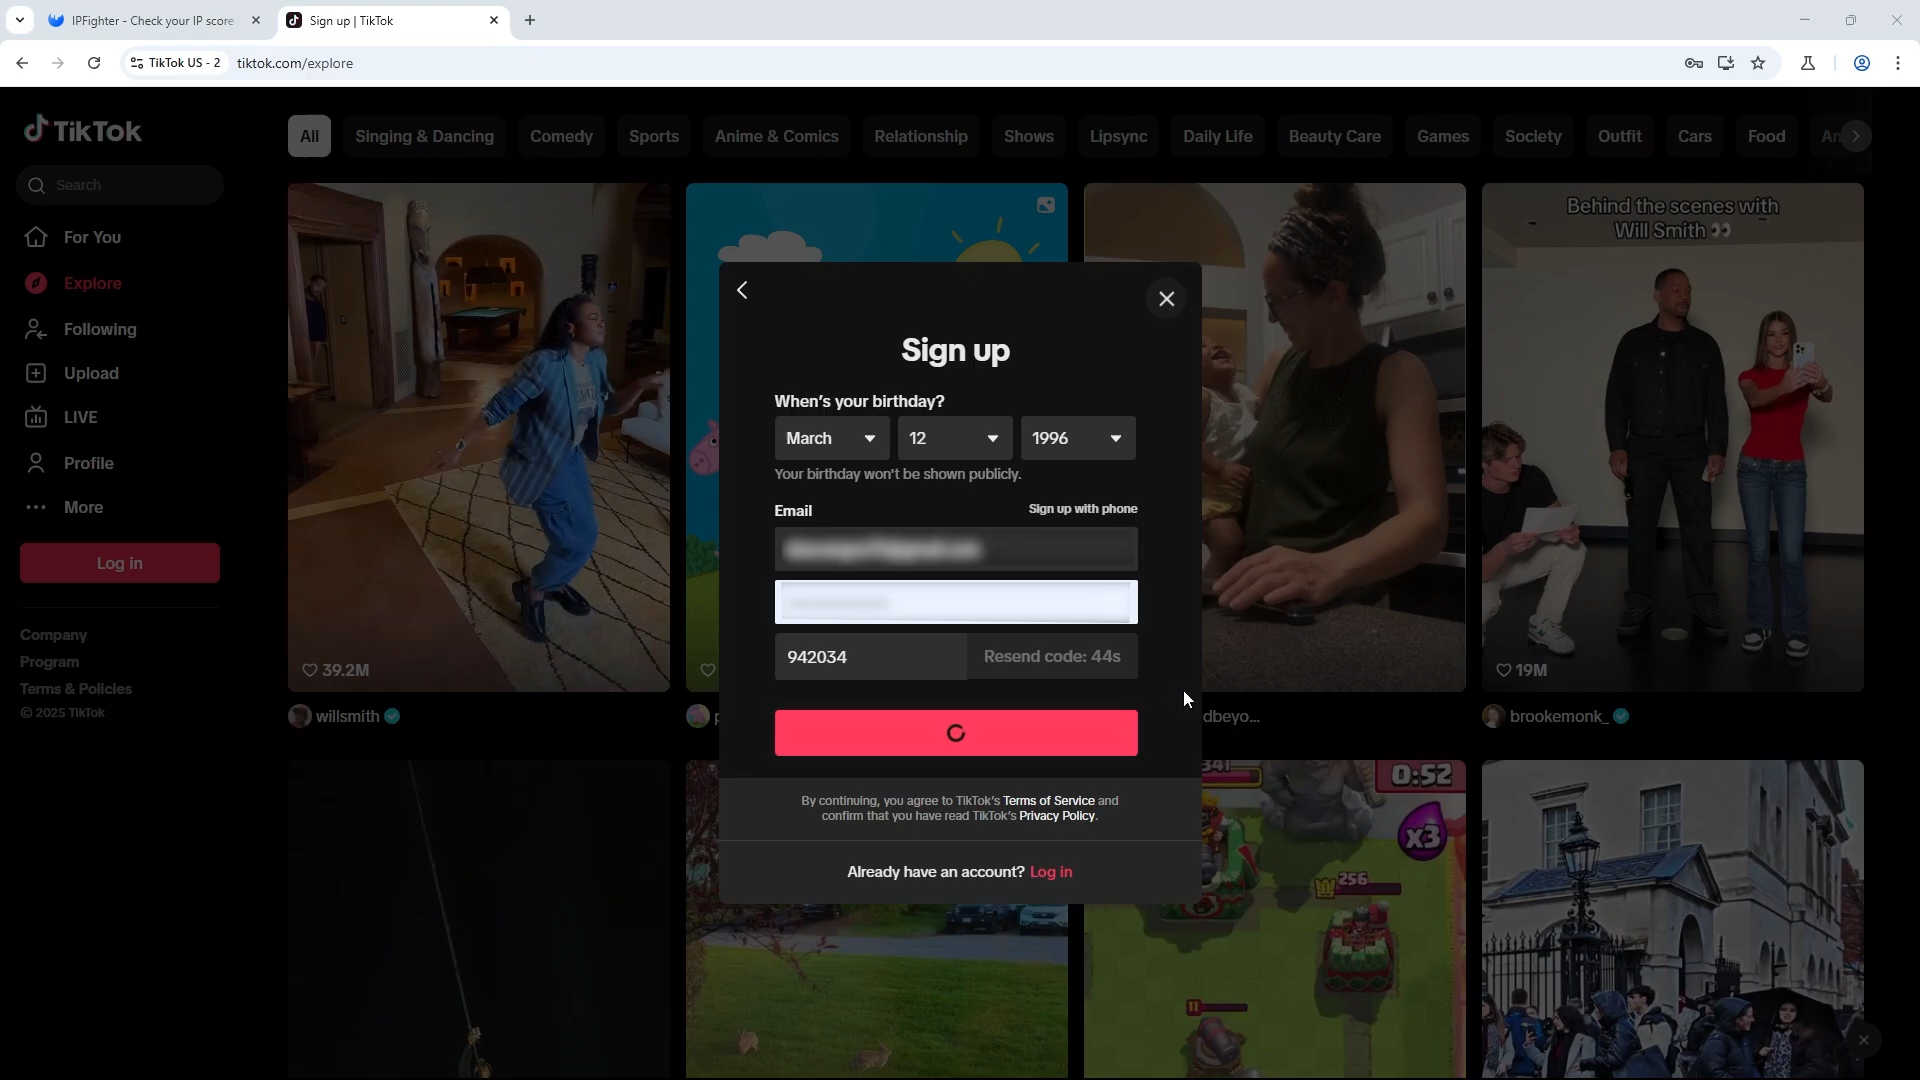 IPFighter - Check your IP score
Sign up | TikTok
TikTok US - 2
tiktok.com/explore
TikTok
All
Singing & Dancing
Comedy
Sports
Anime & Comics
Relationship
Shows
Lipsync
Daily Life
Beauty Care
Games
Society
Outfit
Cars
Food
Search
For You
Explore
Following
Upload
LIVE
Profile
More
Log in
Company
Program
Terms & Policies
© 2025 TikTok
Behind the scenes with
Will Smith 👀
39.2M
willsmith
19M
dbeyo...
brookemonk_
341
0:52
x3
256
11
Sign up
When's your birthday?
March
12
1996
Your birthday won't be shown publicly.
Email
Sign up with phone
942034
Resend code: 44s
By continuing, you agree to TikTok's Terms of Service and
confirm that you have read TikTok's Privacy Policy.
Already have an account? Log in